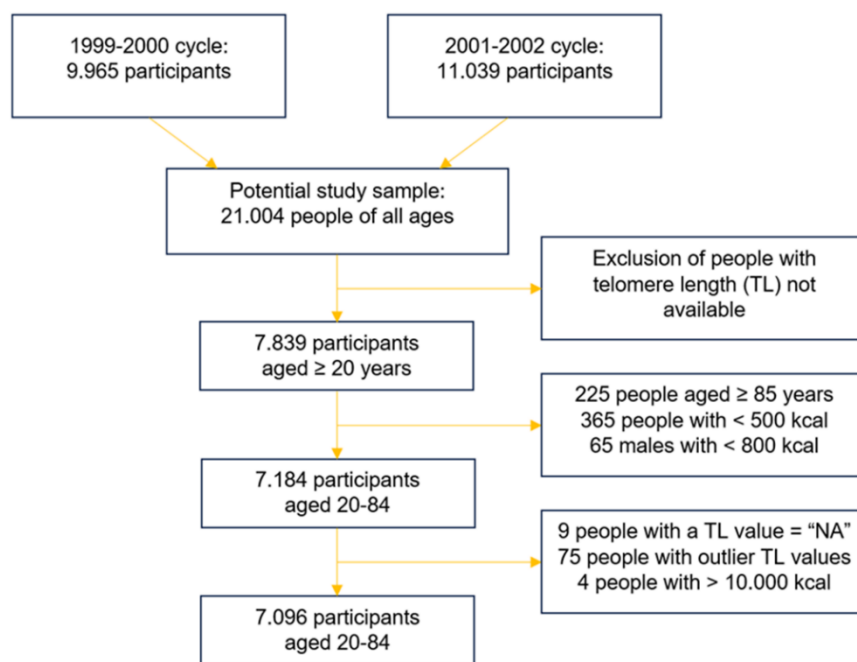 1999-2000 cycle:
9.965 participants
2001-2002 cycle:
11.039 participants
Potential study sample:
21.004 people of all ages
Exclusion of people with
telomere length (TL) not
available
7.839 participants
aged ≥ 20 years
225 people aged ≥ 85 years
365 people with < 500 kcal
65 males with < 800 kcal
7.184 participants
aged 20-84
9 people with a TL value = “NA”
75 people with outlier TL values
4 people with > 10.000 kcal
7.096 participants
aged 20-84